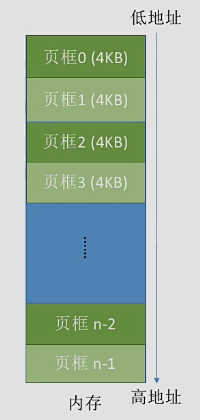 低地址
页框0 (4KB)
页框1 (4KB)
页框2 (4KB)
页框3 (4KB)
......
页框 n-2
页框 n-1
高地址
内存